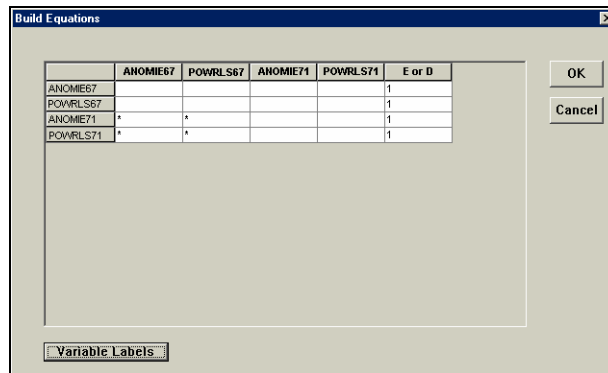 Build Equations
ANOMIE67 POWRLS67 ANOMIE71 POWRLS71 E or D
ANOMIE67 1
POWRLS67 1
ANOMIE71 * * 1
POWRLS71 * * 1
OK
Cancel
Variable Labels